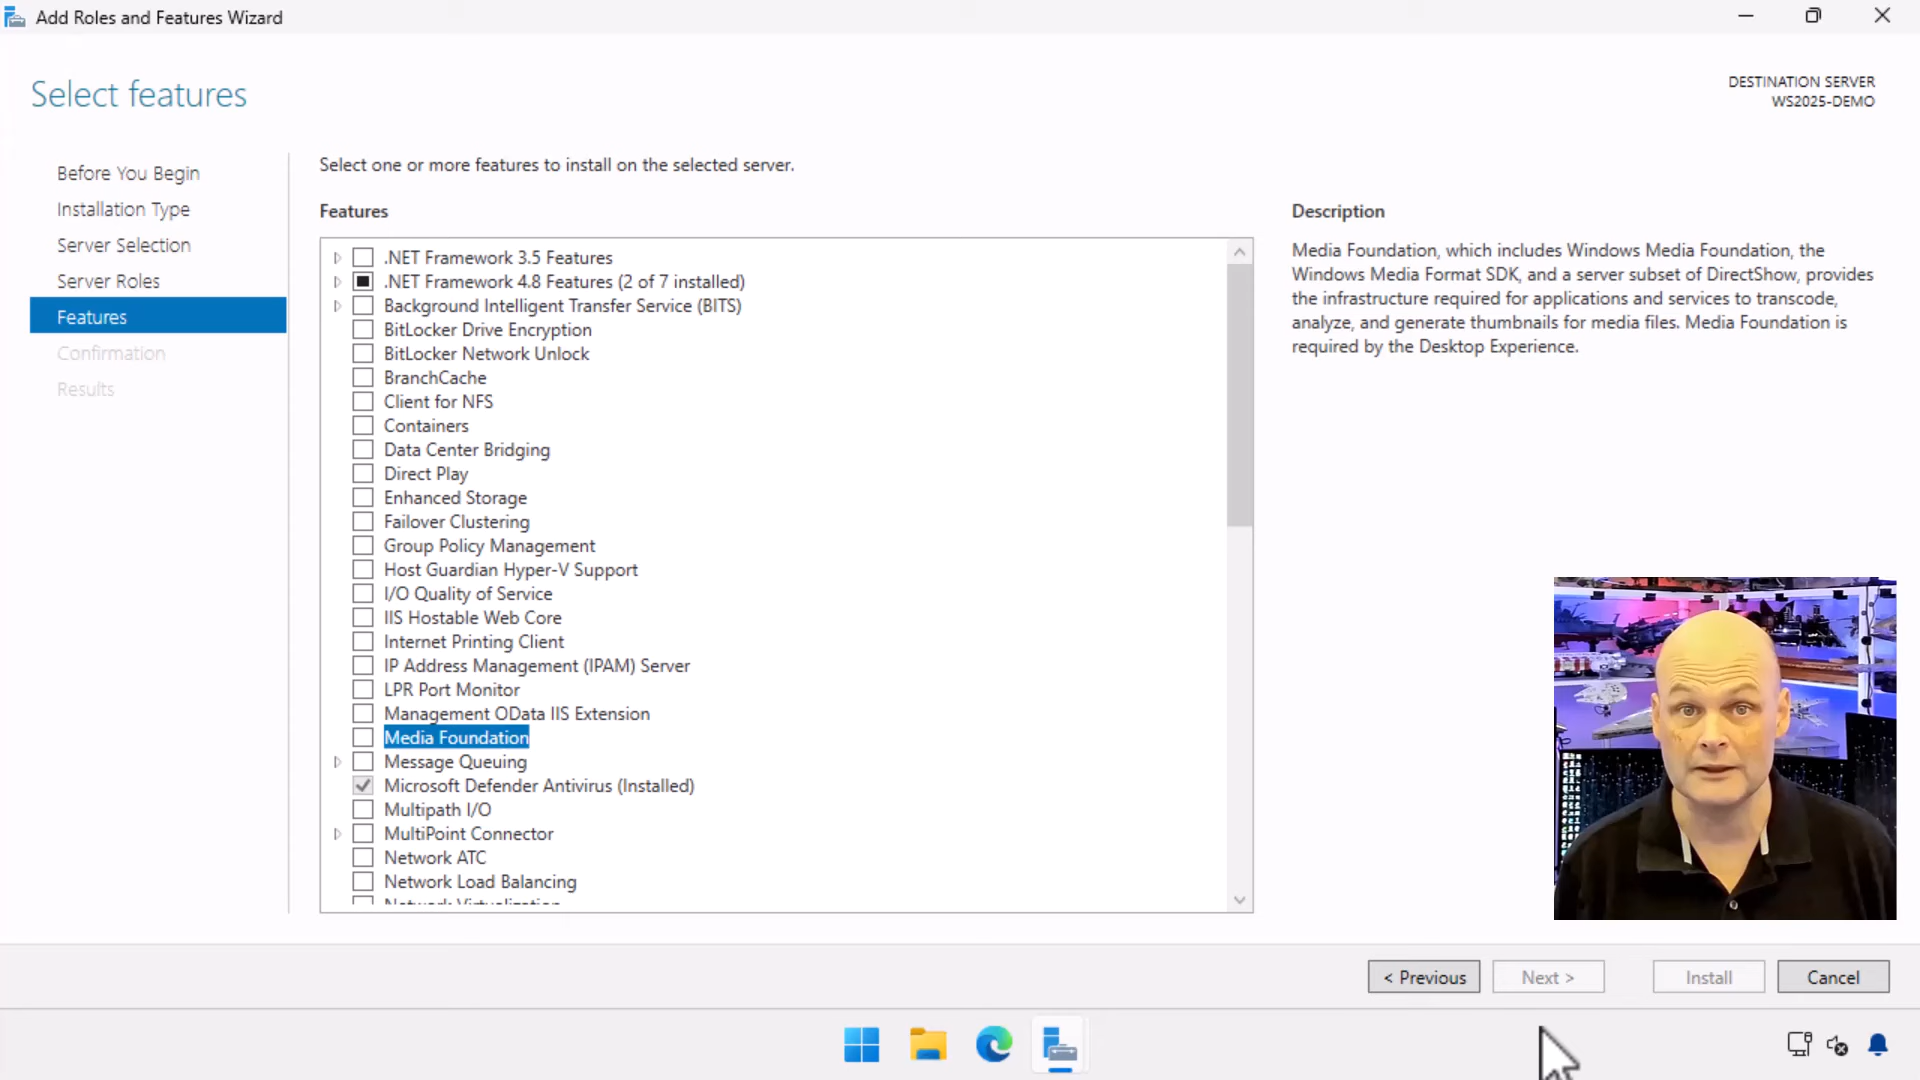 Add Roles and Features Wizard
Select features
DESTINATION SERVER
WS2025-DEMO
Before You Begin
Installation Type
Server Selection
Server Roles
Features
Confirmation
Results
Select one or more features to install on the selected server.
Features
.NET Framework 3.5 Features
.NET Framework 4.8 Features (2 of 7 installed)
Background Intelligent Transfer Service (BITS)
BitLocker Drive Encryption
BitLocker Network Unlock
BranchCache
Client for NFS
Containers
Data Center Bridging
Direct Play
Enhanced Storage
Failover Clustering
Group Policy Management
Host Guardian Hyper-V Support
I/O Quality of Service
IIS Hostable Web Core
Internet Printing Client
IP Address Management (IPAM) Server
LPR Port Monitor
Management OData IIS Extension
Media Foundation
Message Queuing
Microsoft Defender Antivirus (Installed)
Multipath I/O
MultiPoint Connector
Network ATC
Network Load Balancing
Network Virtualization
Description
Media Foundation, which includes Windows Media Foundation, the
Windows Media Format SDK, and a server subset of DirectShow, provides
the infrastructure required for applications and services to transcode,
analyze, and generate thumbnails for media files. Media Foundation is
required by the Desktop Experience.
< Previous
Next >
Install
Cancel